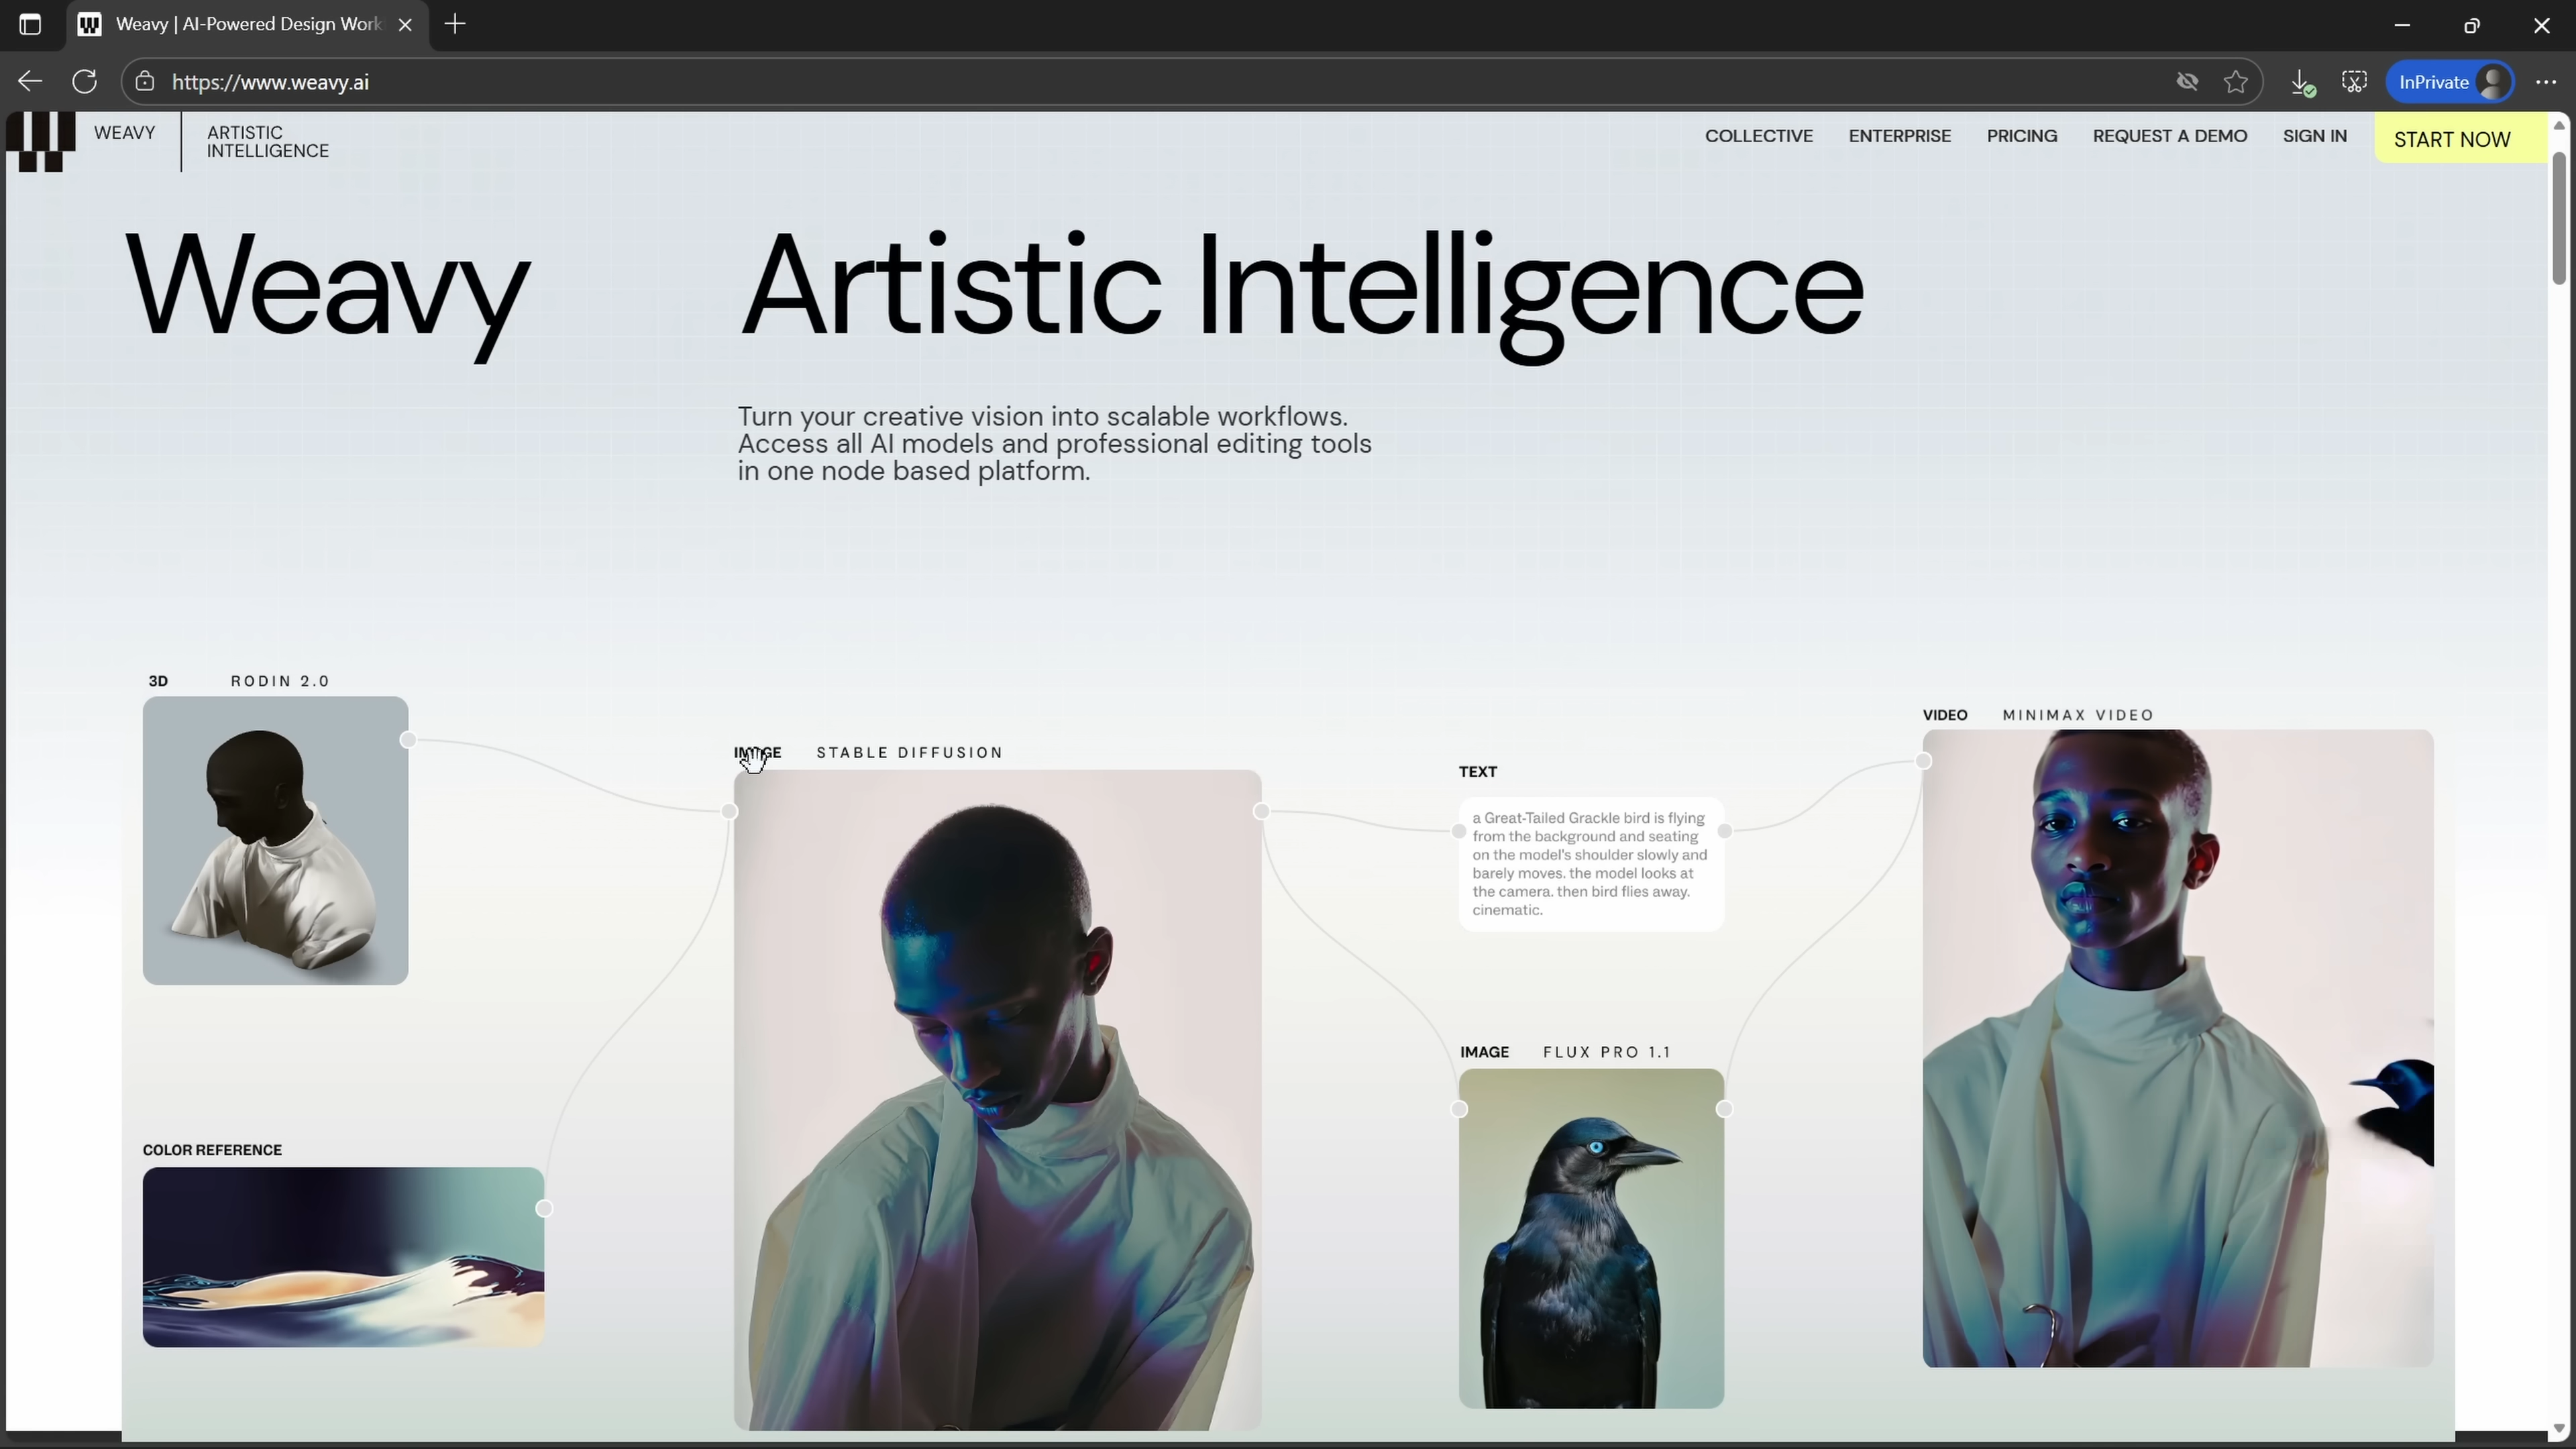 Weavy | AI-Powered Design Work
https://www.weavy.ai
InPrivate
WEAVY
ARTISTIC
INTELLIGENCE
COLLECTIVE
ENTERPRISE
PRICING
REQUEST A DEMO
SIGN IN
START NOW
Weavy
Artistic Intelligence
Turn your creative vision into scalable workflows.
Access all AI models and professional editing tools
in one node based platform.
3D RODIN 2.0
COLOR REFERENCE
IMAGE STABLE DIFFUSION
TEXT
a Great-Tailed Grackle bird is flying
from the background and seating
on the model's shoulder slowly and
barely moves. the model looks at
the camera. then bird flies away.
cinematic.
IMAGE FLUX PRO 1.1
VIDEO MINIMAX VIDEO